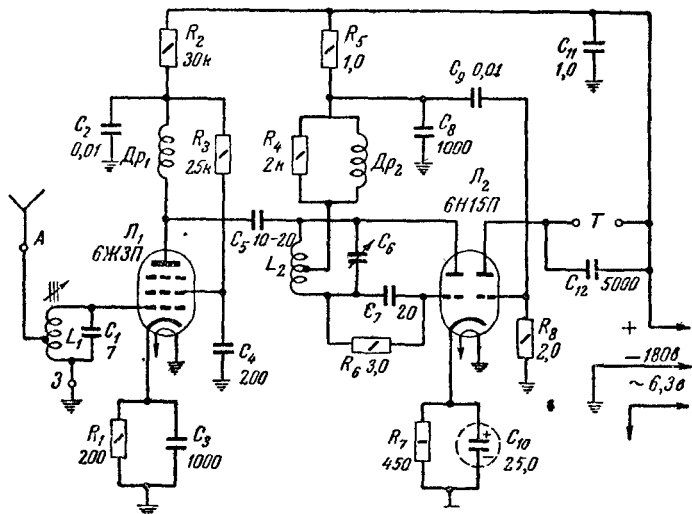 R₂
30к
R₅
1,0
C₁₁
1,0
C₉ 0,01
C₂
0,01
Др₁
R₃
25к
R₄
2к
Др₂
C₈
1000
Л₂
6Н15П
A
Л₁
6Ж3П
C₅ 10-20
L₂
C₆
T
C₁₂ 5000
L₁
C₁
7
C₇ 20
З
C₄
200
R₆ 3,0
R₈
2,0
+
−180в
~ 6,3в
R₁
200
C₃
1000
R₇
450
+
−
C₁₀
25,0